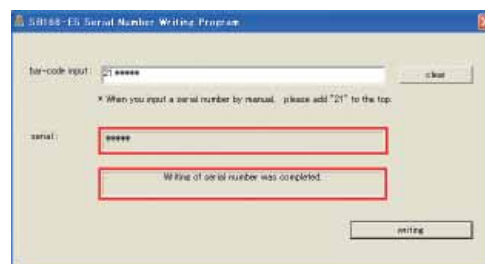 SB168-ES Serial Number Writing Program
bar-code input:
21*****
clear
* When you input a serial number by manual, please add "21" to the top.
serial:
*****
Writing of serial number was completed.
writing